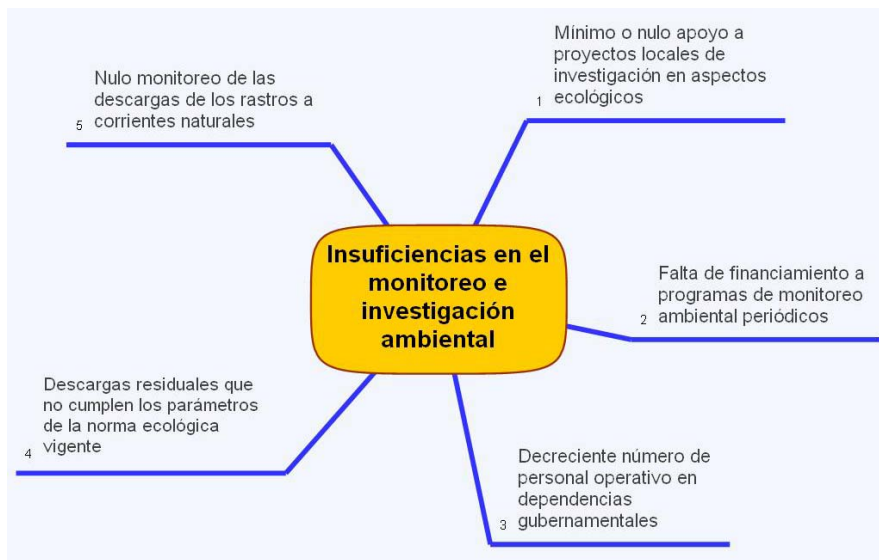 Insuficiencias en el
monitoreo e
investigación
ambiental
Mínimo o nulo apoyo a
proyectos locales de
investigación en aspectos
1 ecológicos
Falta de financiamiento a
programas de monitoreo
2 ambiental periódicos
Decreciente número de
personal operativo en
dependencias
3 gubernamentales
Descargas residuales que
no cumplen los parámetros
de la norma ecológica
4 vigente
Nulo monitoreo de las
descargas de los rastros a
5 corrientes naturales